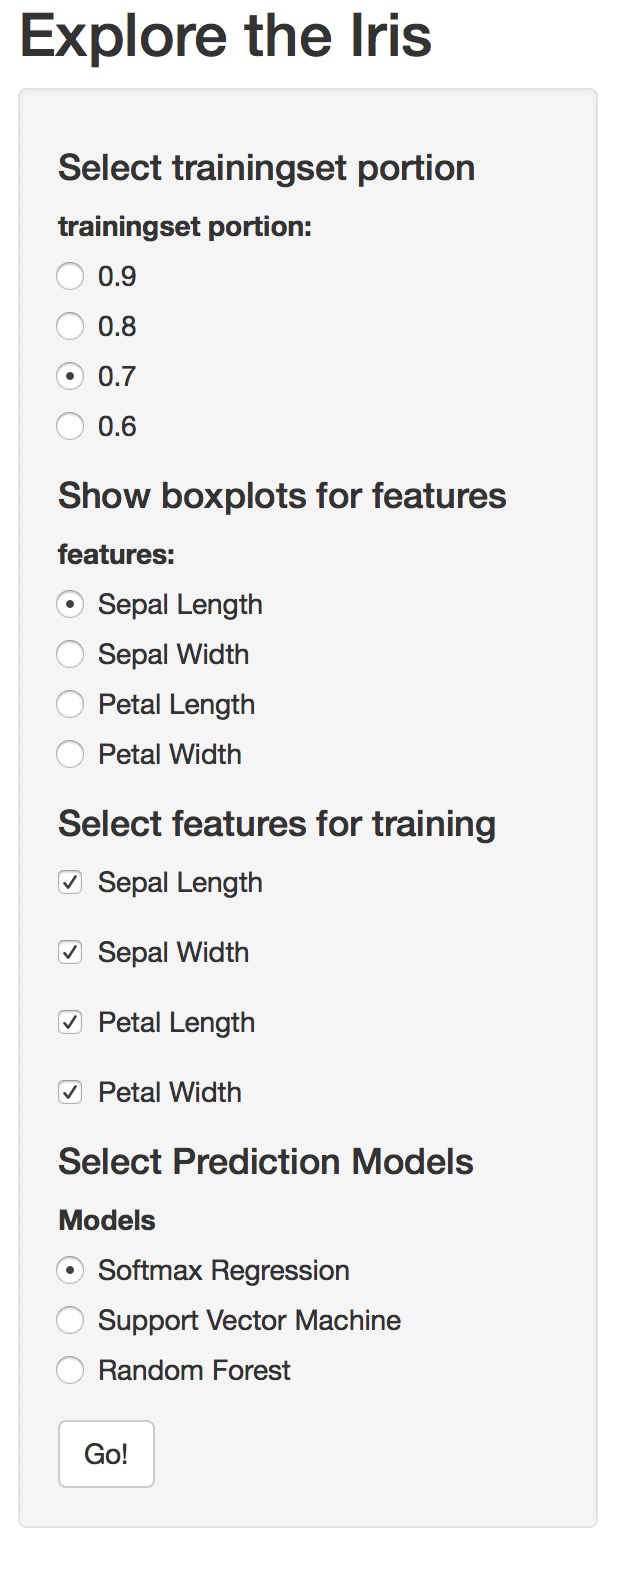 Explore the Iris
Select trainingset portion
trainingset portion:
0.9
0.8
0.7
0.6
Show boxplots for features
features:
Sepal Length
Sepal Width
Petal Length
Petal Width
Select features for training
Sepal Length
Sepal Width
Petal Length
Petal Width
Select Prediction Models
Models
Softmax Regression
Support Vector Machine
Random Forest
Go!